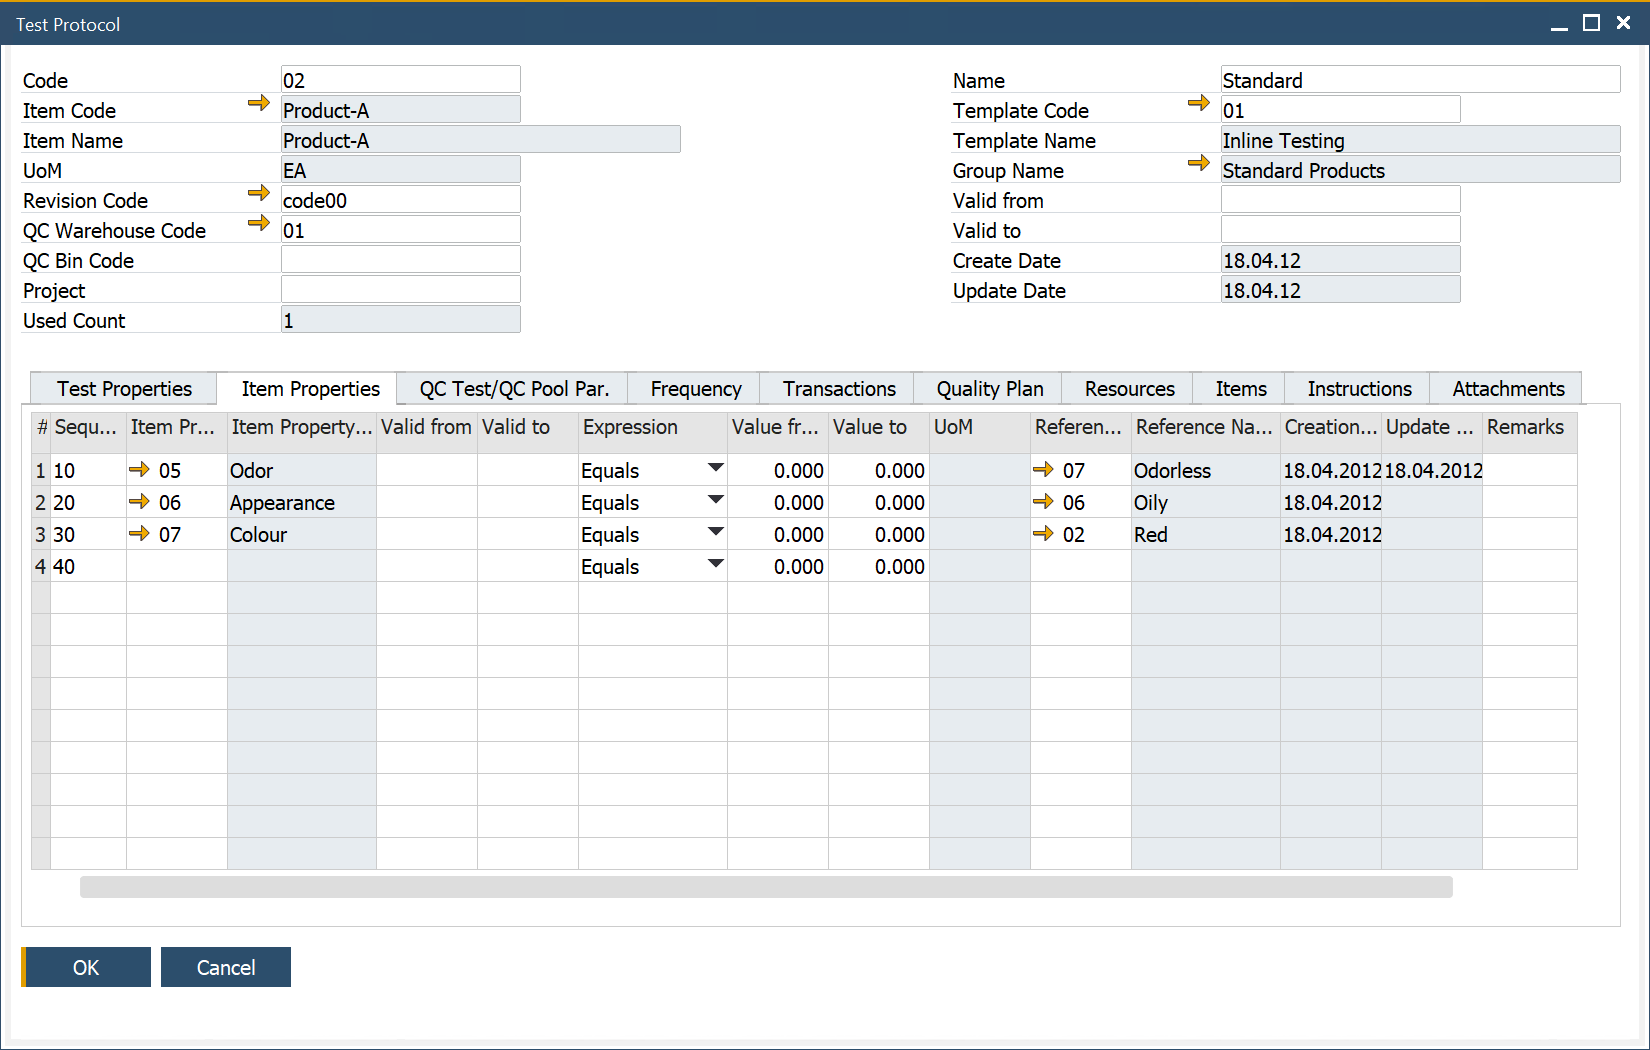 Test Protocol
Code 02 Name Standard
Item Code Product-A Template Code 01
Item Name Product-A Template Name Inline Testing
UoM EA Group Name Standard Products
Revision Code code00 Valid from
QC Warehouse Code 01 Valid to
QC Bin Code Create Date 18.04.12
Project Update Date 18.04.12
Used Count 1
Test Properties Item Properties QC Test/QC Pool Par. Frequency Transactions Quality Plan Resources Items Instructions Attachments
# Sequ... Item Pr... Item Property... Valid from Valid to Expression Value fr... Value to UoM Referen... Reference Na... Creation... Update ... Remarks
1 10 05 Odor Equals 0.000 0.000 07 Odorless 18.04.2012 18.04.2012
2 20 06 Appearance Equals 0.000 0.000 06 Oily 18.04.2012
3 30 07 Colour Equals 0.000 0.000 02 Red 18.04.2012
4 40 Equals 0.000 0.000
OK Cancel